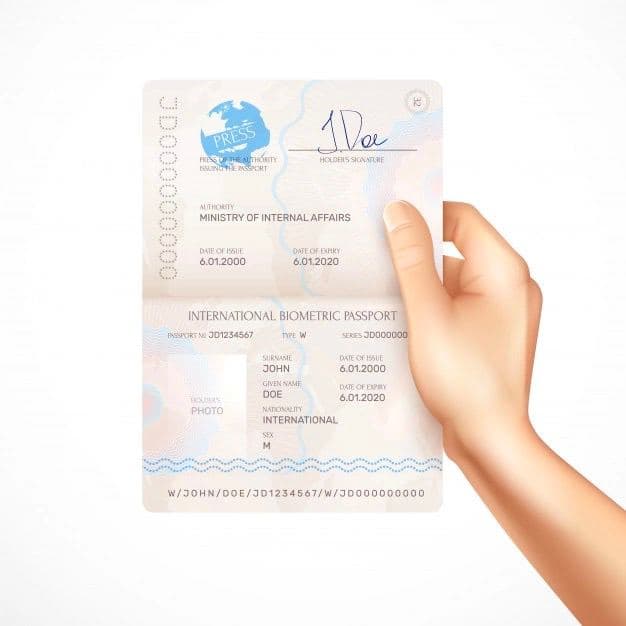 J.Doe
PRESS
PRESS OF THE AUTHORITY
ISSUING THE PASSPORT
HOLDER'S SIGNATURE
32
AUTHORITY
MINISTRY OF INTERNAL AFFAIRS
DATE OF ISSUE
DATE OF EXPIRY
6.01.2000
6.01.2020
INTERNATIONAL BIOMETRIC PASSPORT
PASSPORT № JD1234567 TYPE W SERIES JD000000
SURNAME
JOHN
GIVEN NAME
DOE
NATIONALITY
INTERNATIONAL
SEX
M
DATE OF ISSUE
6.01.2000
DATE OF EXPIRY
6.01.2020
HOLDER'S
PHOTO
W/JOHN/DOE/JD1234567/W/JD000000000